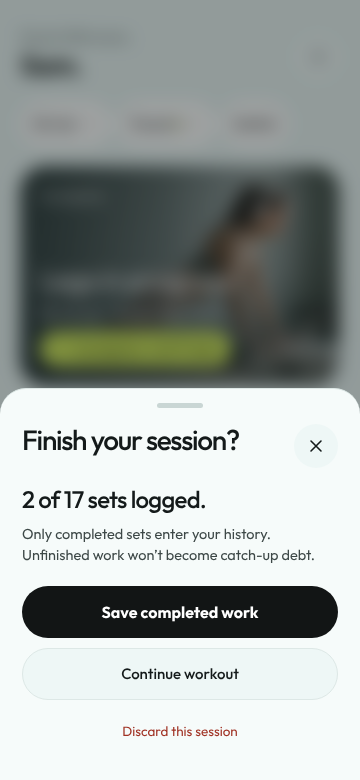 Finish your session?
2 of 17 sets logged.
Only completed sets enter your history.
Unfinished work won’t become catch-up debt.
Save completed work
Continue workout
Discard this session